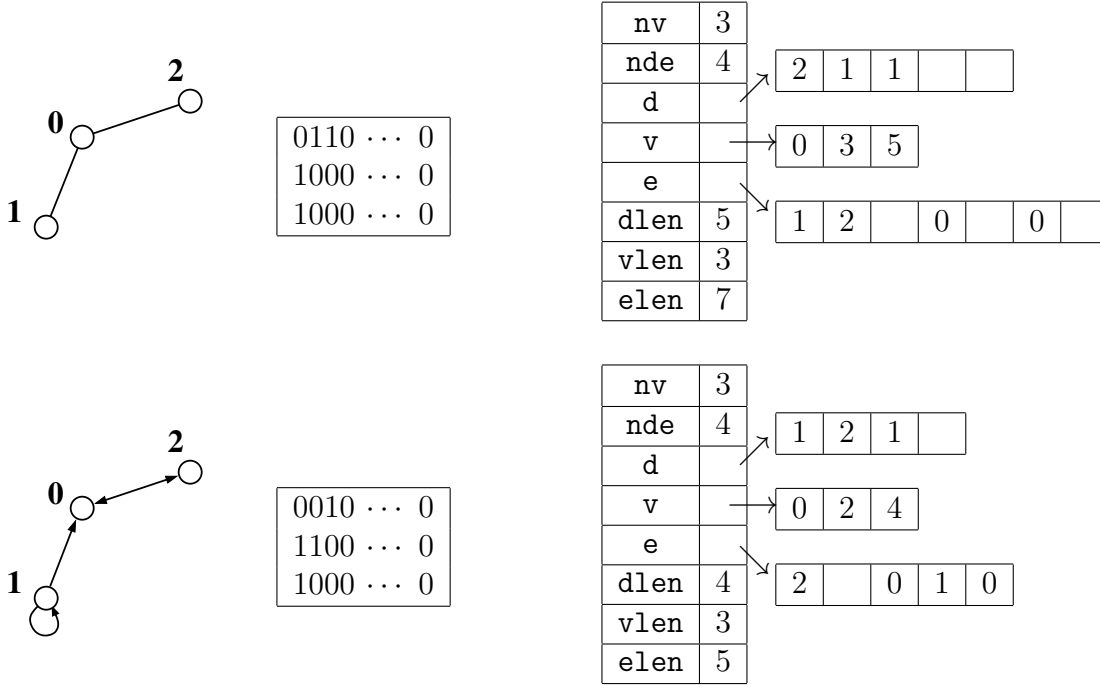 2
0
1
0110 ··· 0
1000 ··· 0
1000 ··· 0
nv 3
nde 4
d
v
e
dlen 5
vlen 3
elen 7
2 1 1
0 3 5
1 2 0 0
2
0
1
0010 ··· 0
1100 ··· 0
1000 ··· 0
nv 3
nde 4
d
v
e
dlen 4
vlen 3
elen 5
1 2 1
0 2 4
2 0 1 0